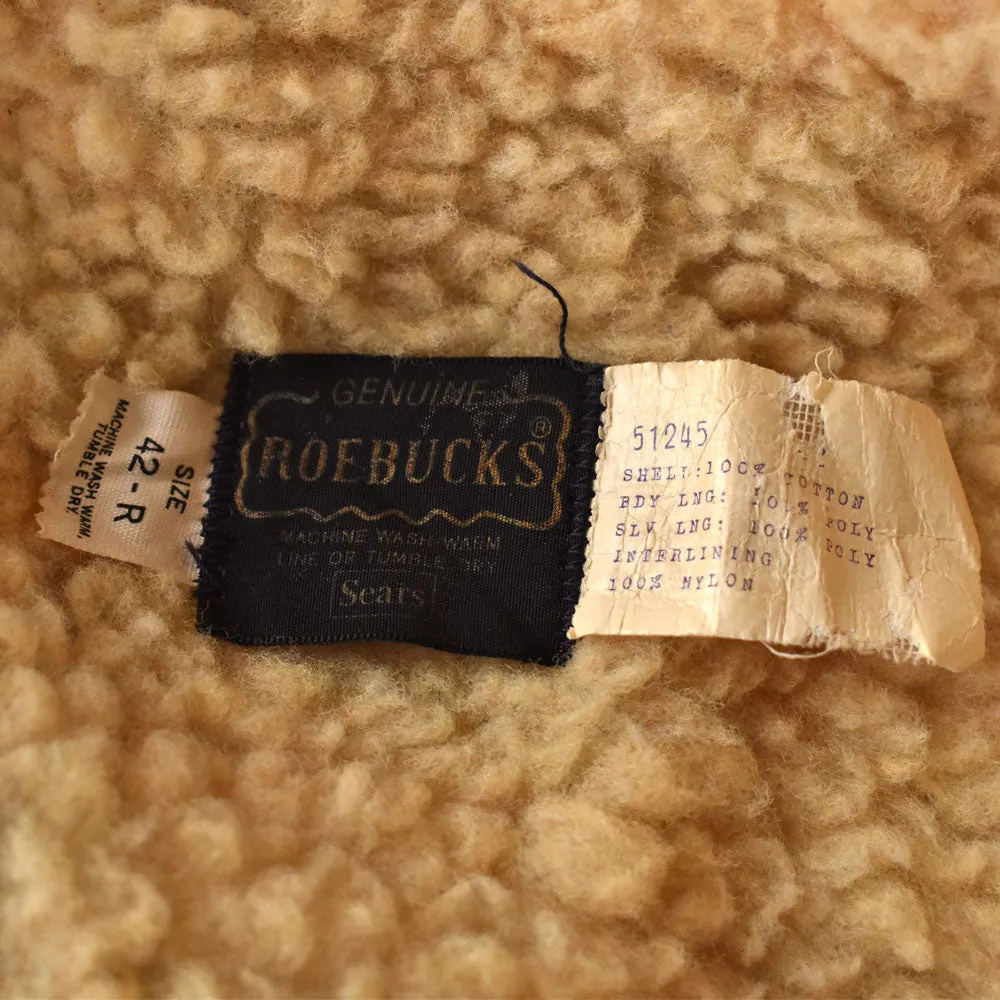 SIZE
42-R
MACHINE WASH WARM,
TUMBLE DRY.
GENUINE
ROEBUCKS®
MACHINE WASH WARM
LINE OR TUMBLE DRY
Sears
51245
SHELL:100% COTTON
BDY LNG: 100% POLY
SLV LNG: 100% POLY
INTERLINING
100% NYLON